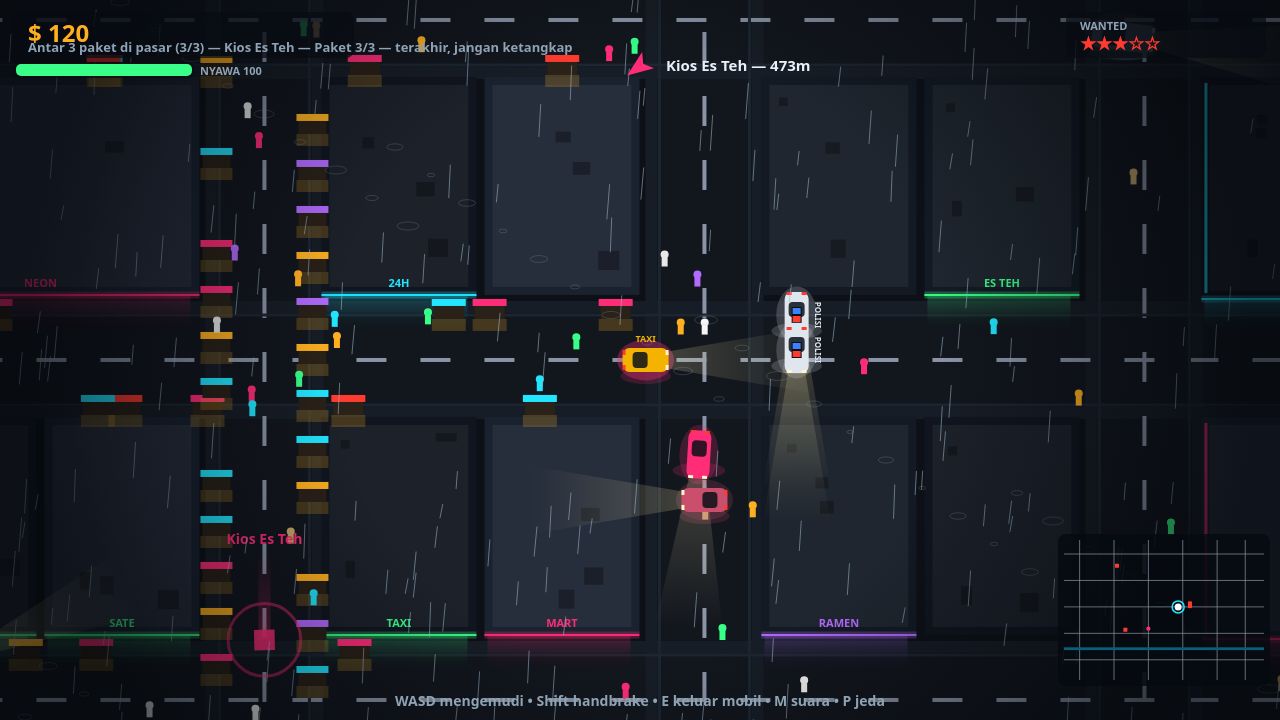 $ 120
Antar 3 paket di pasar (3/3) — Kios Es Teh — Paket 3/3 — terakhir, jangan ketangkap
NYAWA 100
WANTED
★★★☆☆
Kios Es Teh — 473m
NEON
24H
ES TEH
TAXI
POLISI
POLISI
Kios Es Teh
SATE
TAXI
MART
RAMEN
WASD mengemudi • Shift handbrake • E keluar mobil • M suara • P jeda